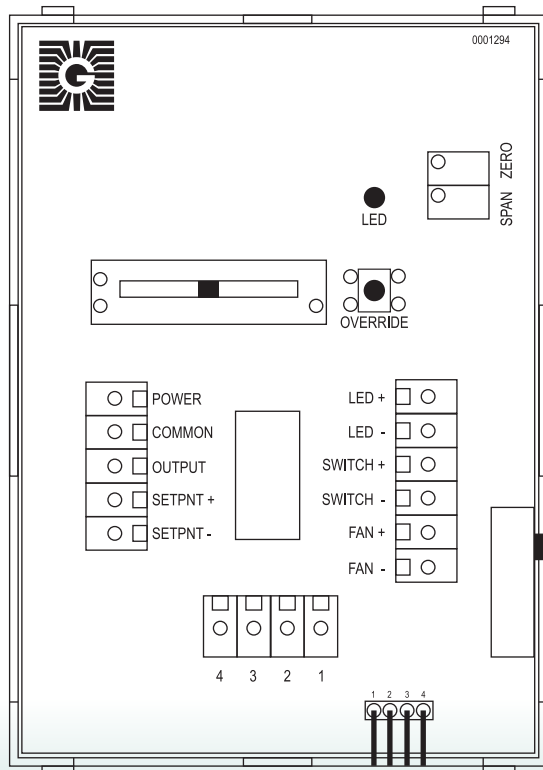 G
0001294
ZERO
SPAN
LED
OVERRIDE
POWER
COMMON
OUTPUT
SETPNT +
SETPNT -
LED +
LED -
SWITCH +
SWITCH -
FAN +
FAN -
4 3 2 1
1 2 3 4